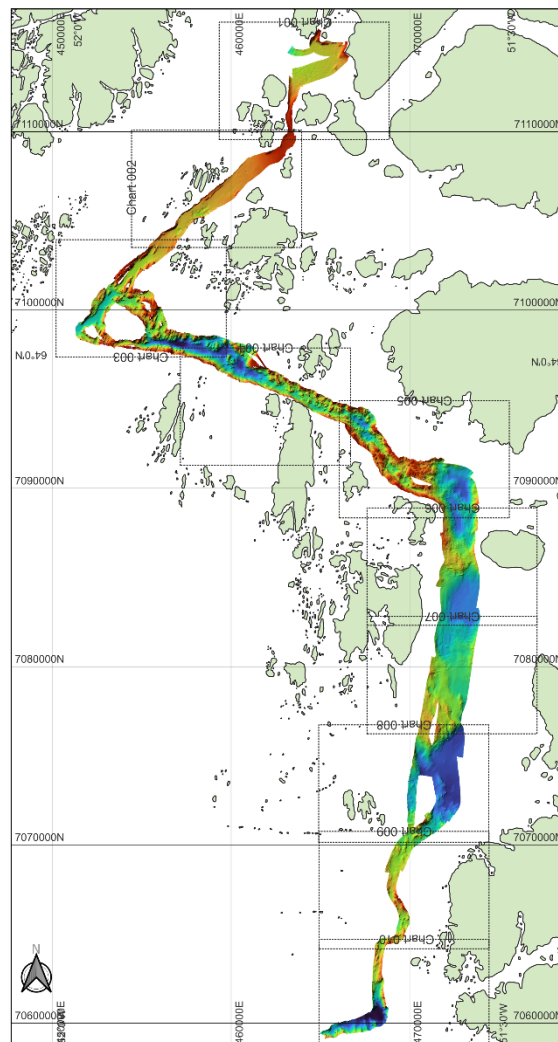 450000E
52°0'W
460000E
Chart 001
470000E
51°30'W
7110000N
7110000N
Chart 002
7100000N
7100000N
64°0'N
Chart 003
Chart 004
64°0'N
Chart 005
7090000N
7090000N
Chart 006
Chart 007
7080000N
7080000N
Chart 008
Chart 009
7070000N
7070000N
Chart 010
N
7060000N
7060000N
460000E
470000E
51°30'W